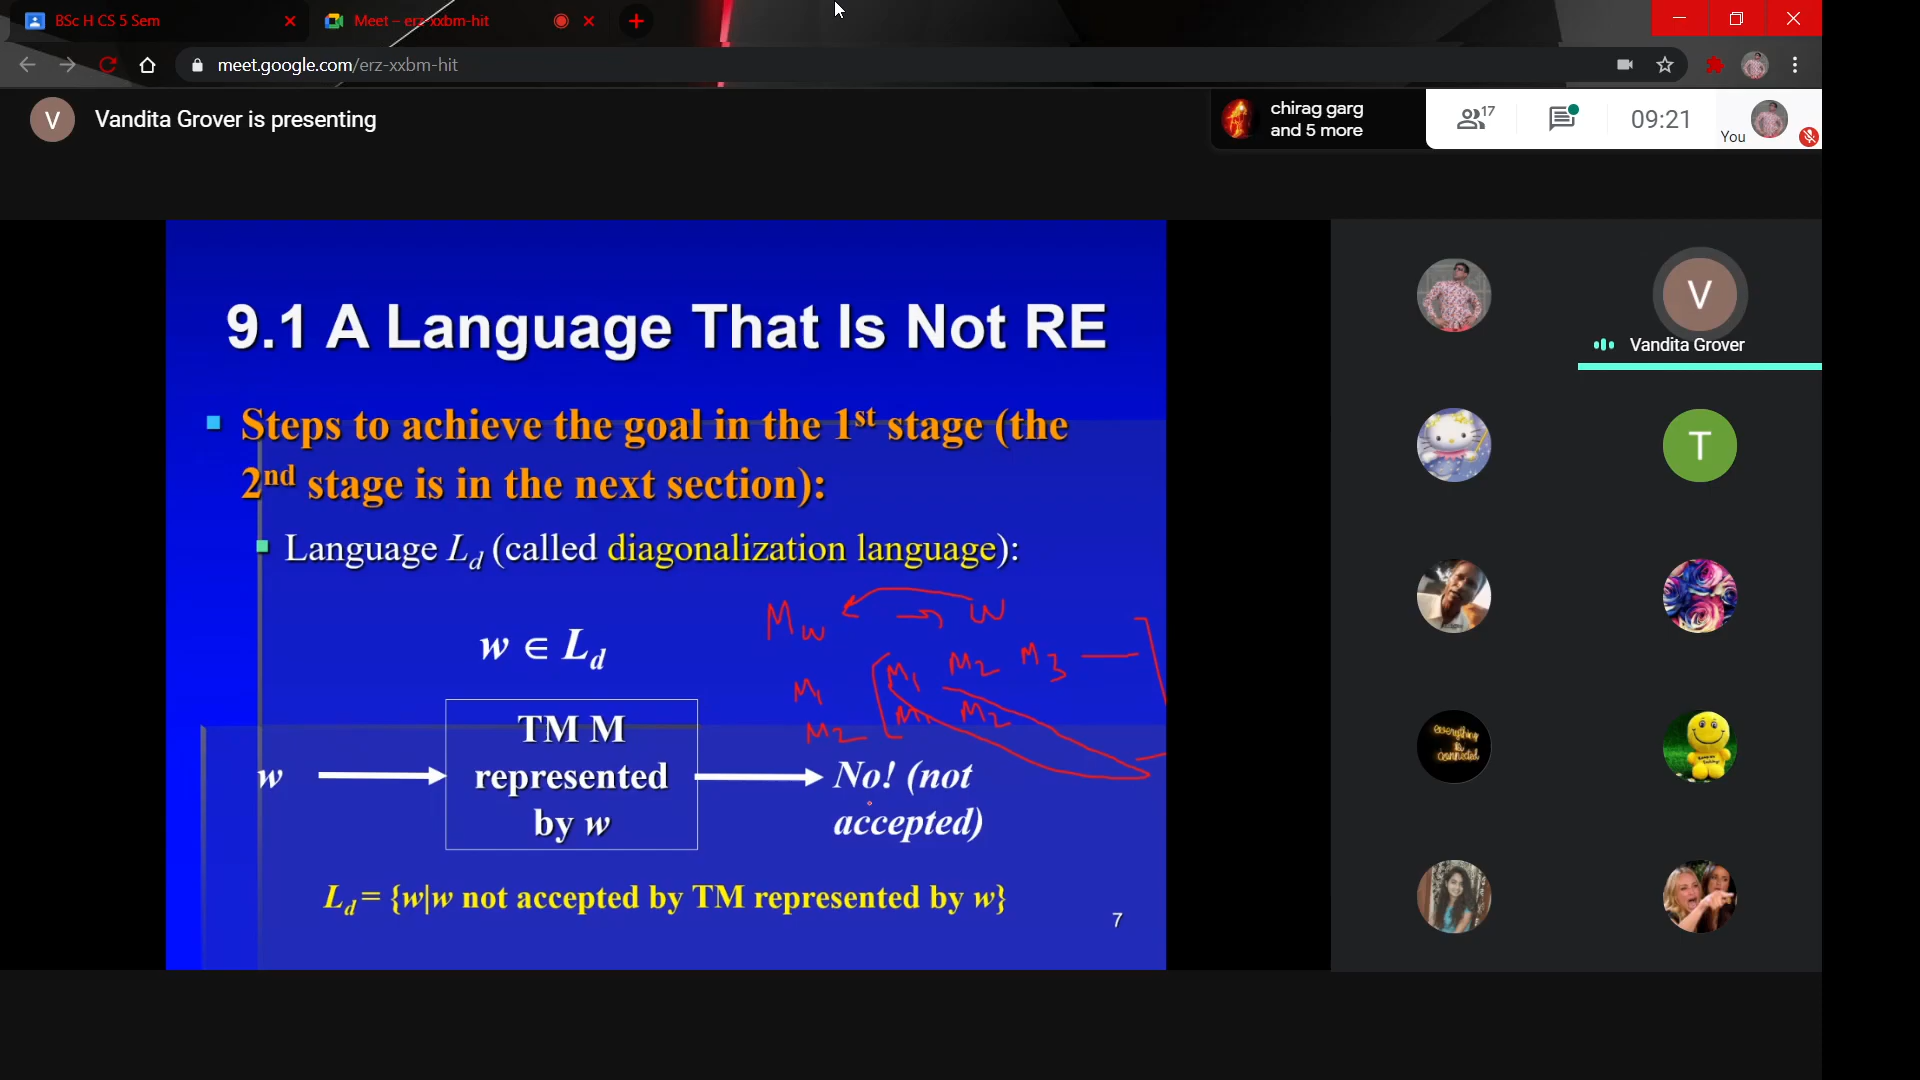 BSc H CS 5 Sem
Meet – erz-xxbm-hit
meet.google.com/erz-xxbm-hit
V
Vandita Grover is presenting
chirag garg
and 5 more
17
09:21
You
9.1 A Language That Is Not RE
Steps to achieve the goal in the 1st stage (the
2nd stage is in the next section):
Language Ld (called diagonalization language):
Mw W
w ∈ Ld
M1 M2 M3
M1
M1 M2
M2
TM M
represented
by w
w
No! (not
accepted)
Ld = {w|w not accepted by TM represented by w}
7
V
Vandita Grover
T
everything
is
connected